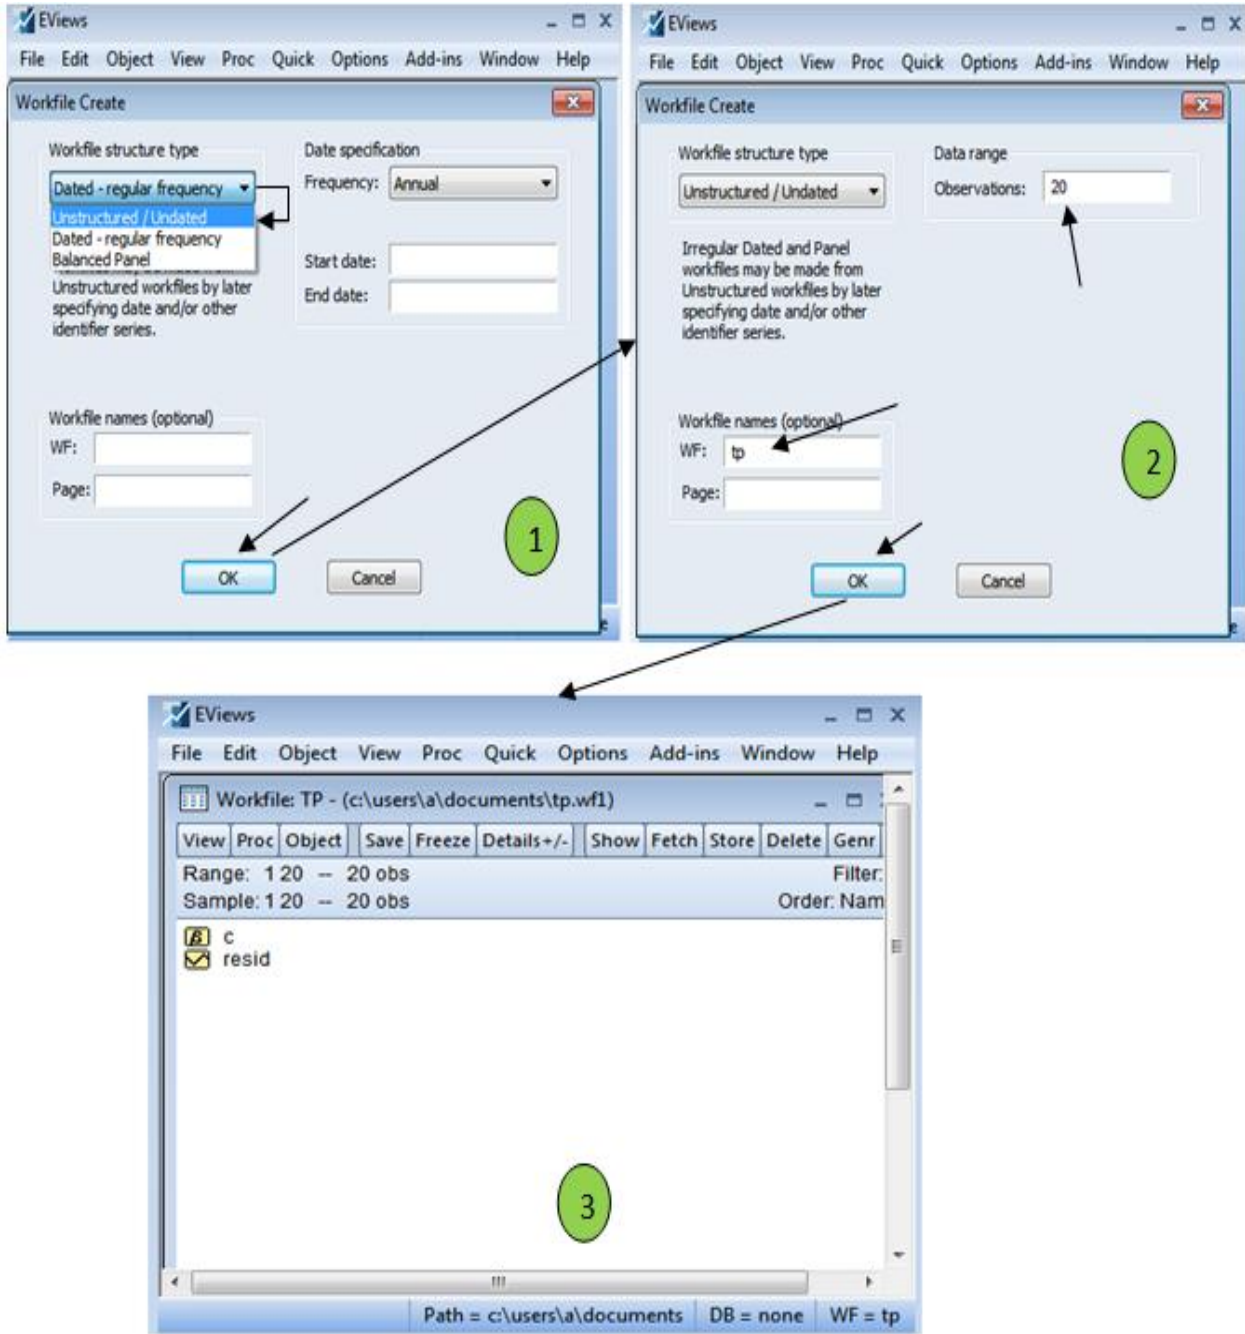 EViews
File Edit Object View Proc Quick Options Add-ins Window Help
Workfile Create
Workfile structure type
Dated - regular frequency
Unstructured / Undated
Dated - regular frequency
Balanced Panel
Unstructured workfiles by later
specifying date and/or other
identifier series.
Date specification
Frequency: Annual
Start date:
End date:
Workfile names (optional)
WF:
Page:
OK Cancel
1
EViews
File Edit Object View Proc Quick Options Add-ins Window Help
Workfile Create
Workfile structure type
Unstructured / Undated
Irregular Dated and Panel
workfiles may be made from
Unstructured workfiles by later
specifying date and/or other
identifier series.
Data range
Observations: 20
Workfile names (optional)
WF: tp
Page:
OK Cancel
2
EViews
File Edit Object View Proc Quick Options Add-ins Window Help
Workfile: TP - (c:\users\a\documents\tp.wf1)
View Proc Object Save Freeze Details+/- Show Fetch Store Delete Genr
Range: 1 20 -- 20 obs Filter:
Sample: 1 20 -- 20 obs Order: Nam
β c
resid
3
Path = c:\users\a\documents DB = none WF = tp